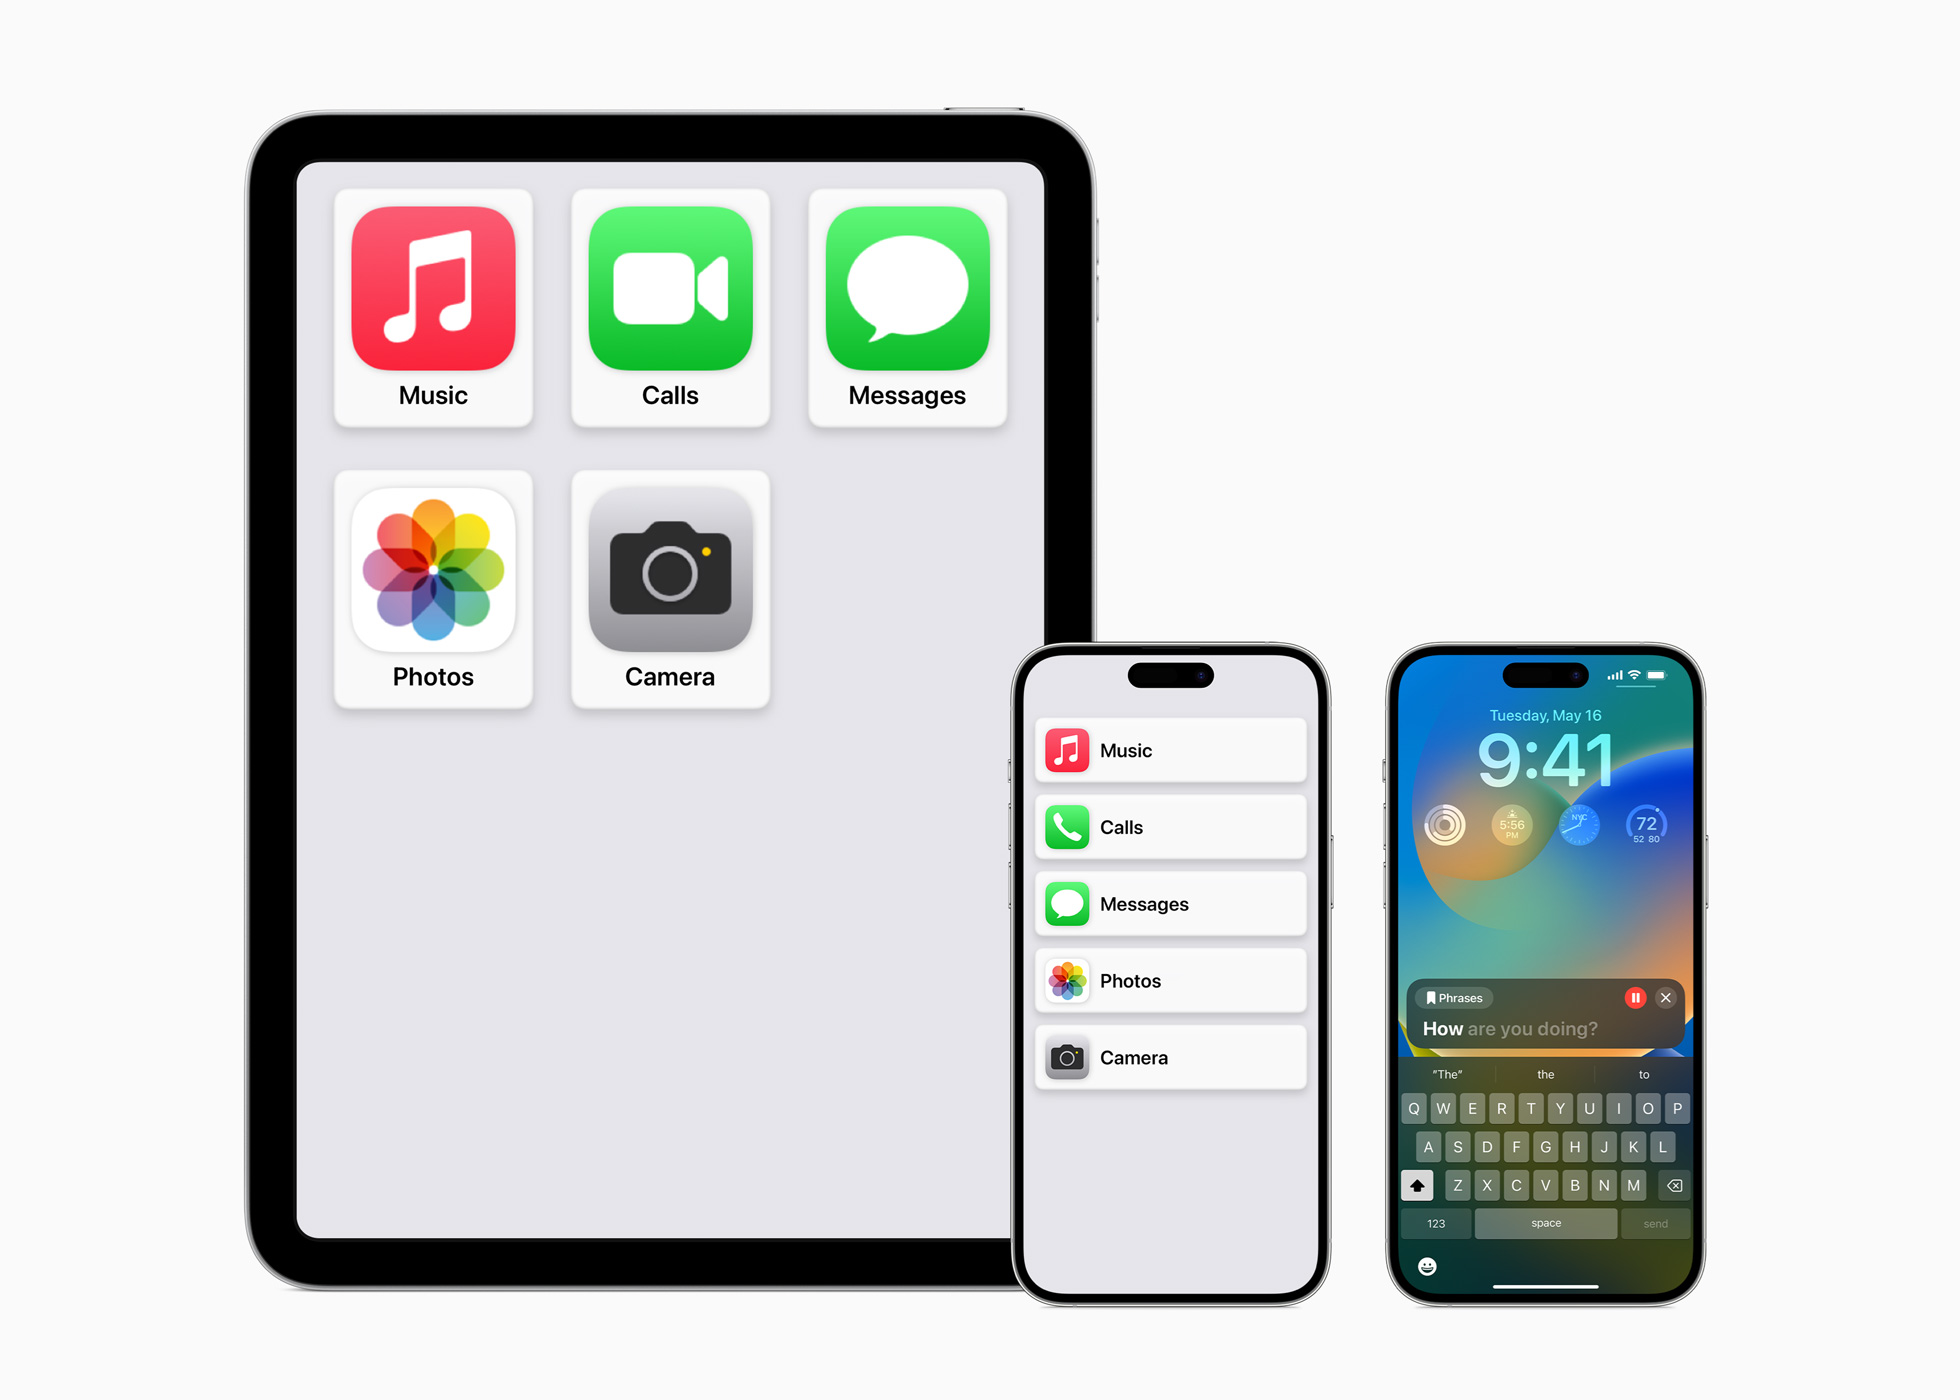 Music
Calls
Messages
Photos
Camera
Music
Calls
Messages
Photos
Camera
Tuesday, May 16
9:41
5:56
PM
NYC
72
52 80
Phrases
How are you doing?
"The" the to
Q W E R T Y U I O P
A S D F G H J K L
Z X C V B N M
123 space send